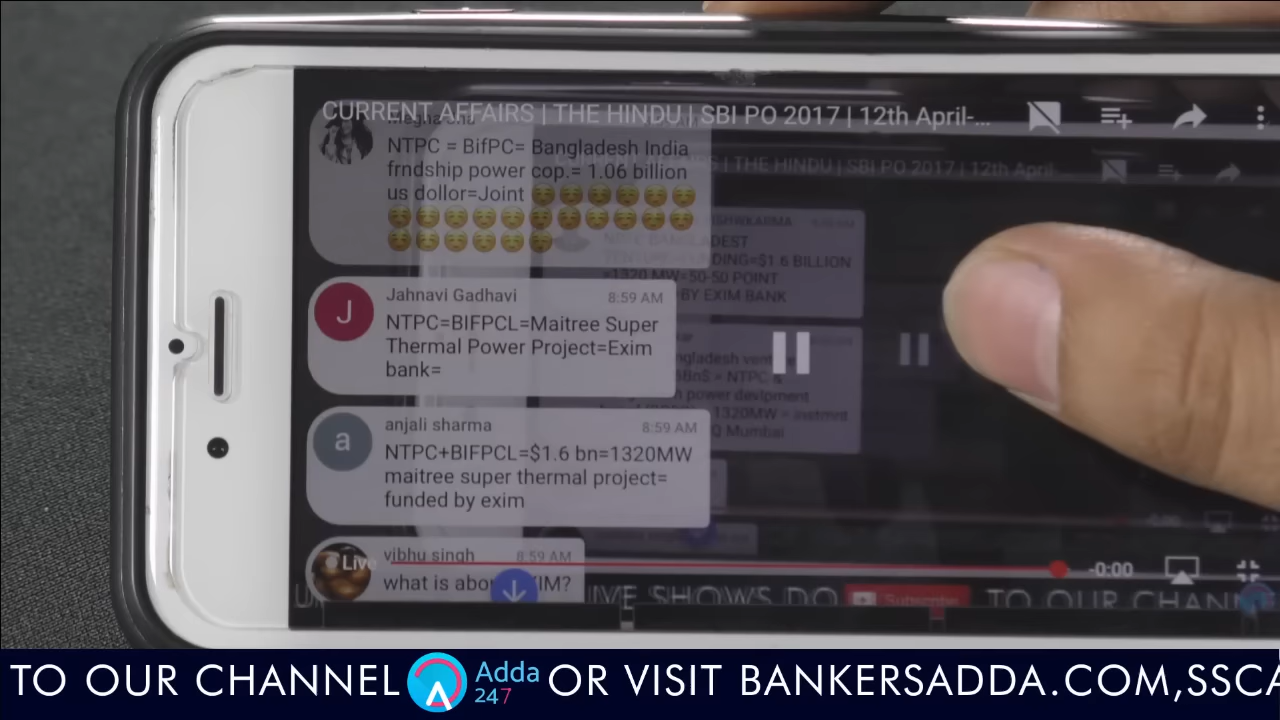 CURRENT AFFAIRS | THE HINDU | SBI PO 2017 | 12th April-...
NTPC = BifPC= Bangladesh India
frndship power cop.= 1.06 billion
us dollor=Joint ☺️☺️☺️☺️☺️☺️
☺️☺️☺️☺️☺️☺️☺️☺️☺️☺️☺️
☺️☺️☺️☺️☺️☺️
| THE HINDU | SBI PO 2017 | 12th April-
$1.6 BILLION
=1320 MW=50-50 POINT
BY EXIM BANK
Jahnavi Gadhavi 8:59 AM
NTPC=BIFPCL=Maitree Super
Thermal Power Project=Exim
bank=
= NTPC &
power
1320MW =
Mumbai
anjali sharma 8:59 AM
NTPC+BIFPCL=$1.6 bn=1320MW
maitree super thermal project=
funded by exim
vibhu singh 8:59 AM
what is
Live
-0:00
LIVE SHOWS DO Subscribe TO OUR CHANN
TO OUR CHANNEL Adda 247 OR VISIT BANKERSADDA.COM,SSCA